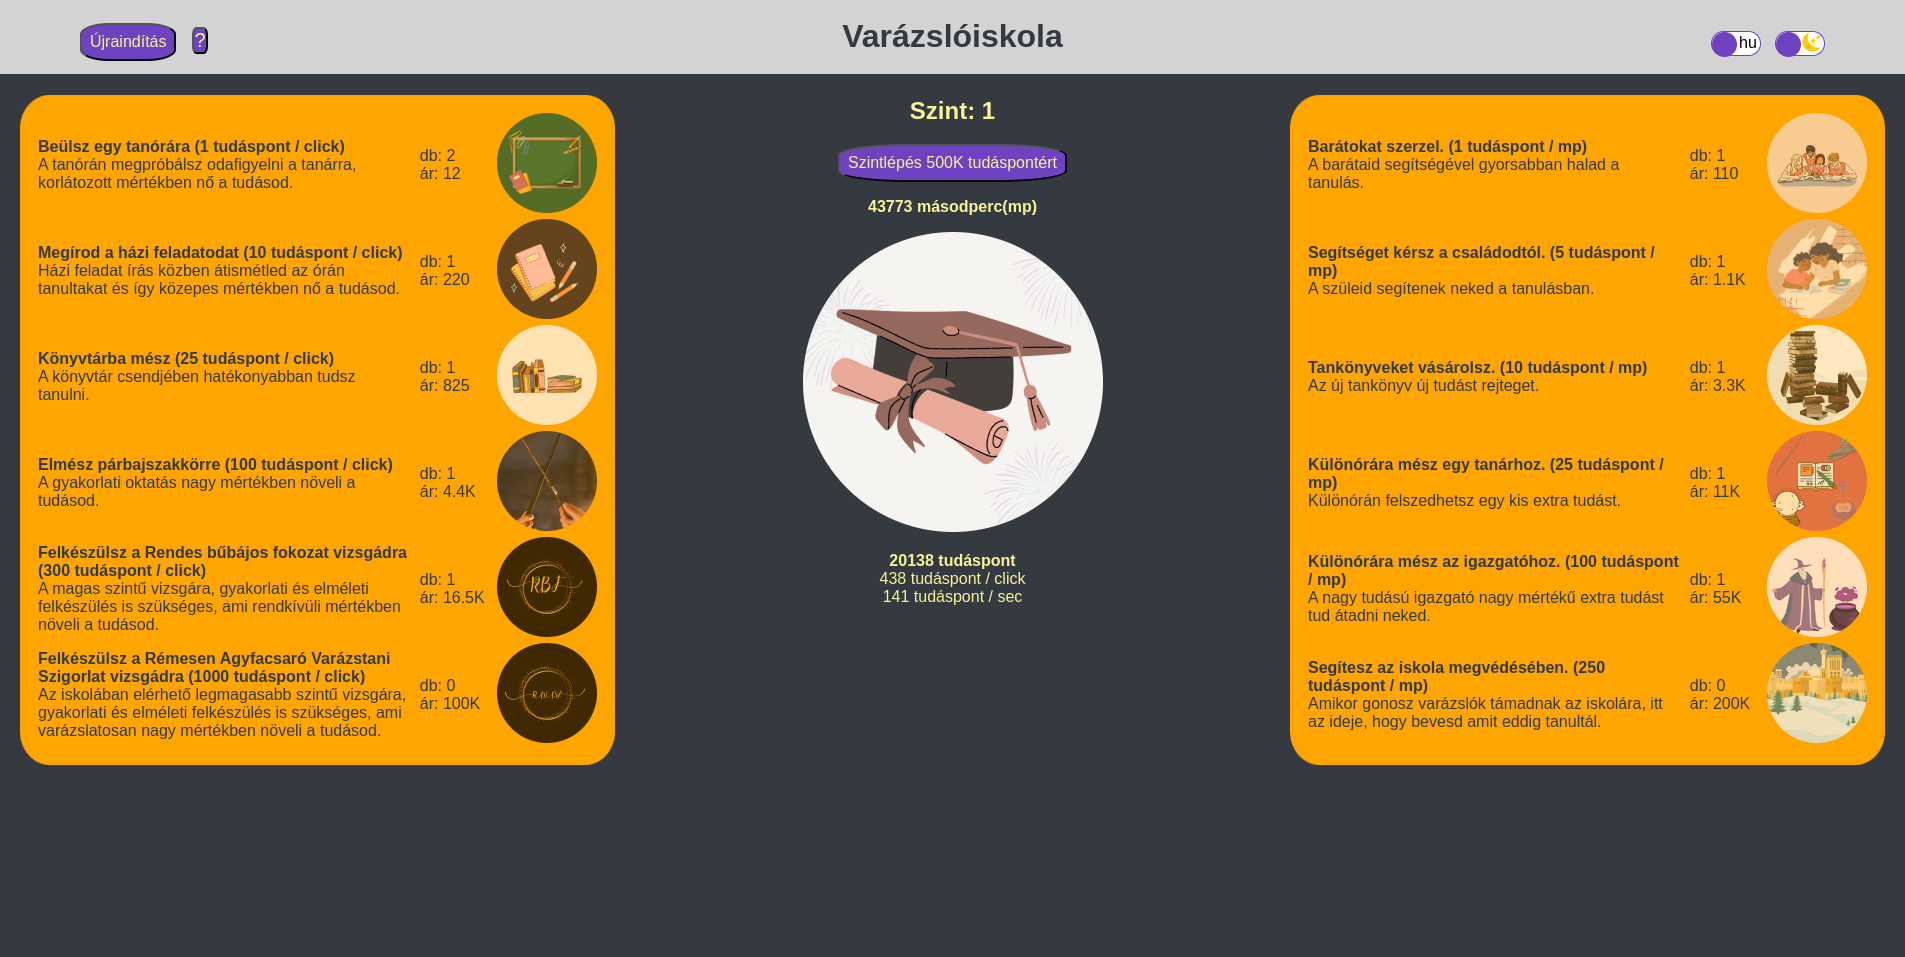 Újraindítás
?
Varázslóiskola
hu
Beülsz egy tanórára (1 tudáspont / click)
A tanórán megpróbálsz odafigyelni a tanárra,
korlátozott mértékben nő a tudásod.
db: 2
ár: 12
Megírod a házi feladatodat (10 tudáspont / click)
Házi feladat írás közben átismétled az órán
tanultakat és így közepes mértékben nő a tudásod.
db: 1
ár: 220
Könyvtárba mész (25 tudáspont / click)
A könyvtár csendjében hatékonyabban tudsz
tanulni.
db: 1
ár: 825
Elmész párbajszakkörre (100 tudáspont / click)
A gyakorlati oktatás nagy mértékben növeli a
tudásod.
db: 1
ár: 4.4K
Felkészülsz a Rendes bűbájos fokozat vizsgádra
(300 tudáspont / click)
A magas szintű vizsgára, gyakorlati és elméleti
felkészülés is szükséges, ami rendkívüli mértékben
növeli a tudásod.
db: 1
ár: 16.5K
RBF
Felkészülsz a Rémesen Agyfacsaró Varázstani
Szigorlat vizsgádra (1000 tudáspont / click)
Az iskolában elérhető legmagasabb szintű vizsgára,
gyakorlati és elméleti felkészülés is szükséges, ami
varázslatosan nagy mértékben növeli a tudásod.
db: 0
ár: 100K
Szint: 1
Szintlépés 500K tudáspontért
43773 másodperc(mp)
20138 tudáspont
438 tudáspont / click
141 tudáspont / sec
Barátokat szerzel. (1 tudáspont / mp)
A barátaid segítségével gyorsabban halad a
tanulás.
db: 1
ár: 110
Segítséget kérsz a családodtól. (5 tudáspont /
mp)
A szüleid segítenek neked a tanulásban.
db: 1
ár: 1.1K
Tankönyveket vásárolsz. (10 tudáspont / mp)
Az új tankönyv új tudást rejteget.
db: 1
ár: 3.3K
Különórára mész egy tanárhoz. (25 tudáspont /
mp)
Különórán felszedhetsz egy kis extra tudást.
db: 1
ár: 11K
Különórára mész az igazgatóhoz. (100 tudáspont
/ mp)
A nagy tudású igazgató nagy mértékű extra tudást
tud átadni neked.
db: 1
ár: 55K
Segítesz az iskola megvédésében. (250
tudáspont / mp)
Amikor gonosz varázslók támadnak az iskolára, itt
az ideje, hogy bevesd amit eddig tanultál.
db: 0
ár: 200K